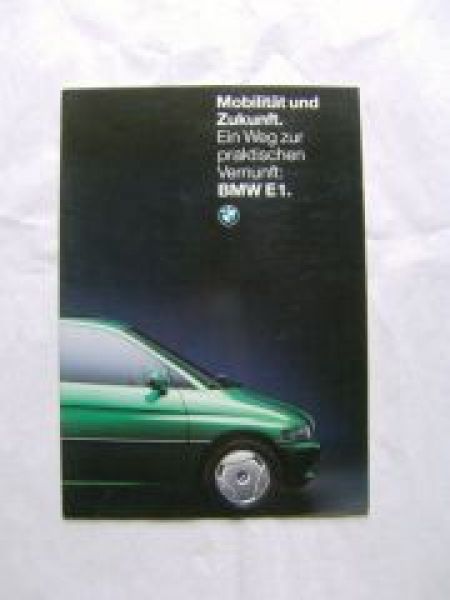 Mobilität und
Zukunft.
Ein Weg zur
praktischen
Vernunft:
BMW E1.